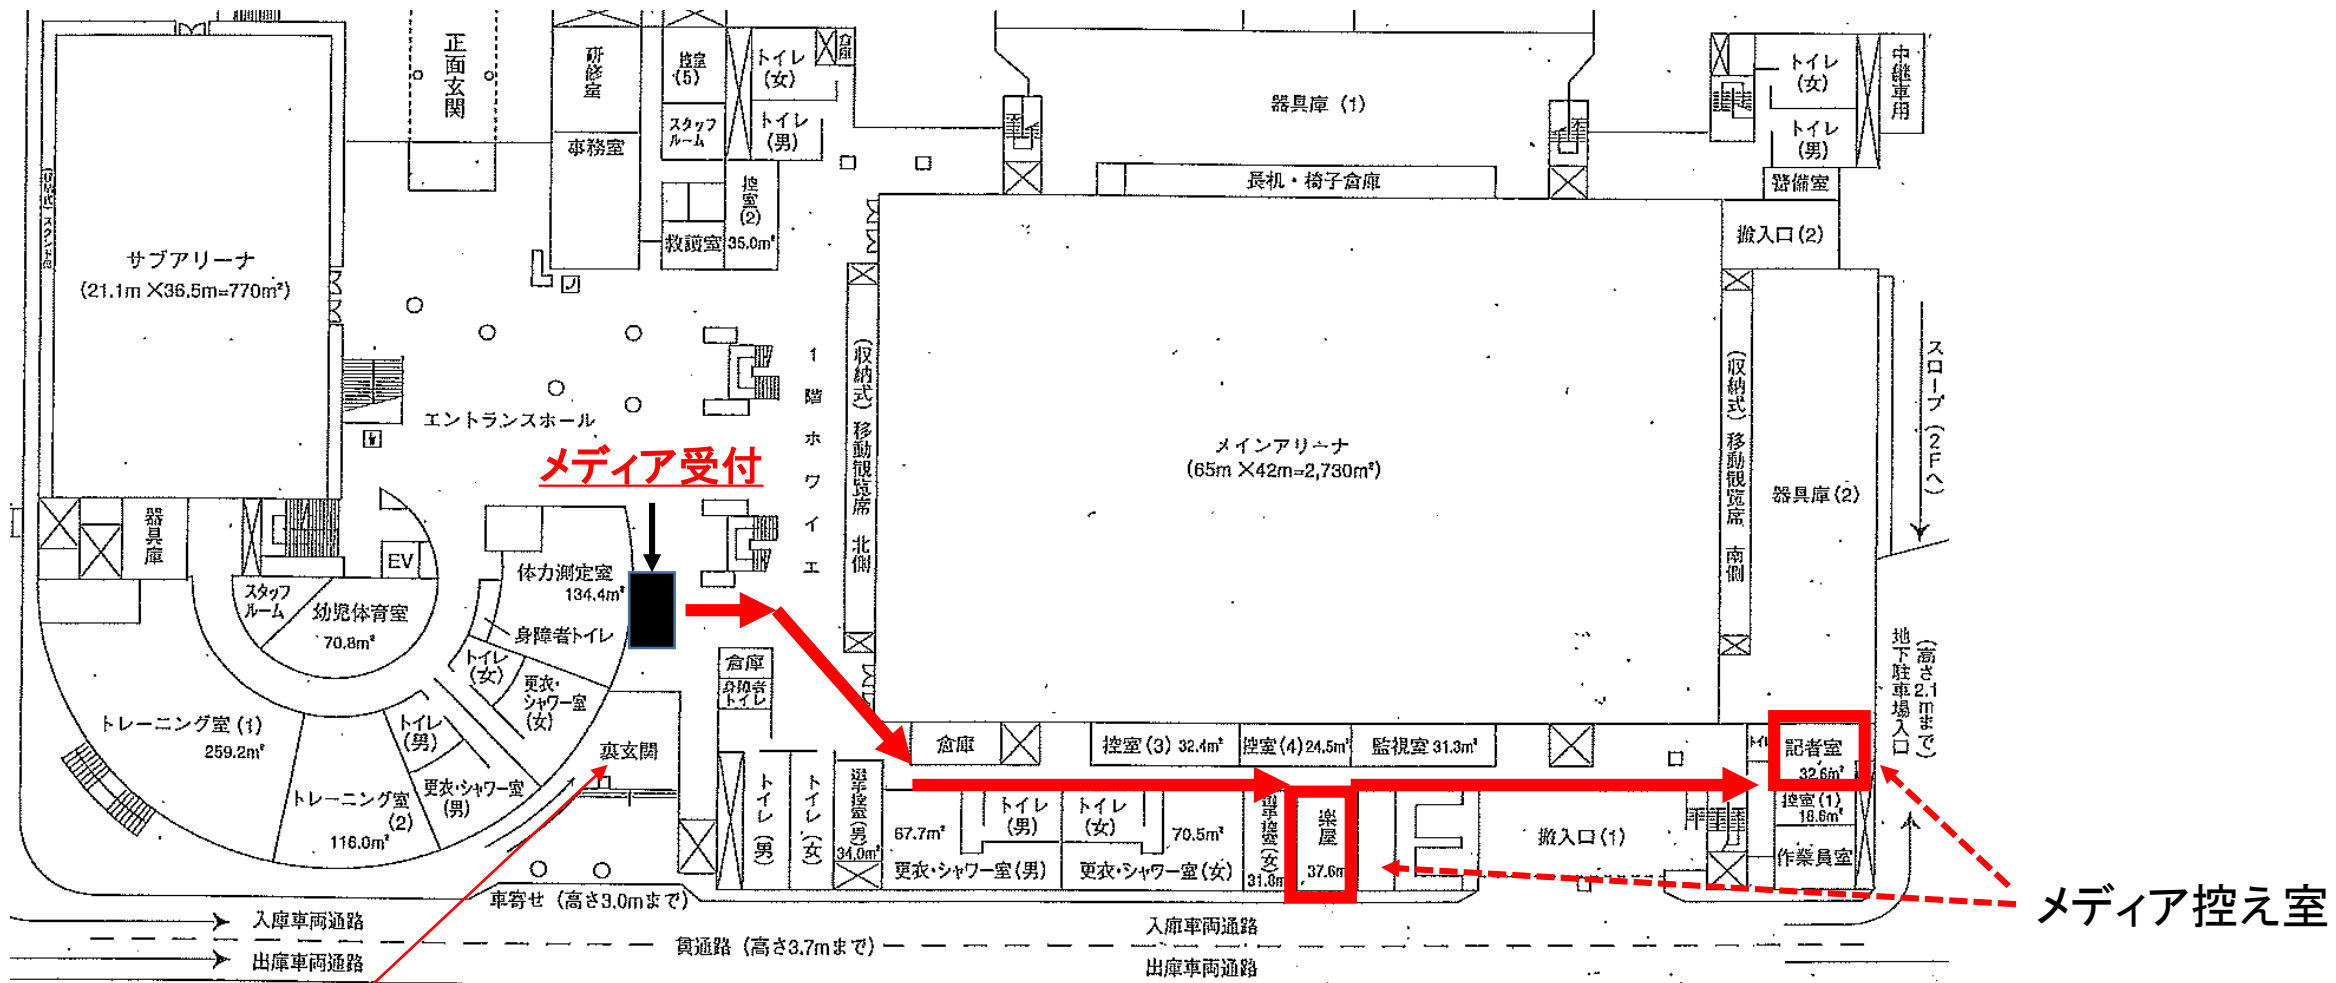 正面玄関
研修室
控室
(5)
トイレ
(女)
倉庫
スタッフ
ルーム
トイレ
(男)
事務室
控室
(2)
35.0m²
救護室
器具庫 (1)
長机・椅子倉庫
トイレ
(女)
トイレ
(男)
中継車用
警備室
搬入口(2)
サブアリーナ
(21.1m×36.5m=770m²)
エントランスホール
メディア受付
1階ホワイエ
(収納式)移動観覧席 北側
メインアリーナ
(65m×42m=2,730m²)
(収納式)移動観覧席 南側
器具庫(2)
スロープ(2Fへ)
器具庫
EV
スタッフ
ルーム
幼児体育室
70.8m²
体力測定室
134.4m²
身障者トイレ
トイレ
(女)
更衣・
シャワー室
(女)
トレーニング室(1)
259.2m²
トイレ
(男)
トレーニング室
(2)
116.0m²
更衣・シャワー室
(男)
裏玄関
倉庫
身障者
トイレ
トイレ(男)
トイレ(女)
選手控室(男)
34.0m²
倉庫
控室(3) 32.4m²
控室(4)24.5m²
監視室 31.3m²
67.7m²
トイレ
(男)
トイレ
(女)
70.5m²
更衣・シャワー室(男)
更衣・シャワー室(女)
選手控室(女)
31.8m
楽屋
37.6m
搬入口(1)
トイレ
記者室
32.6m²
控室(1)
18.6m²
作業員室
地下駐車場入口
(高さ2.1mまで)
メディア控え室
車寄せ (高さ3.0mまで)
入庫車両通路
貫通路 (高さ3.7mまで)
出庫車両通路
入庫車両通路
出庫車両通路